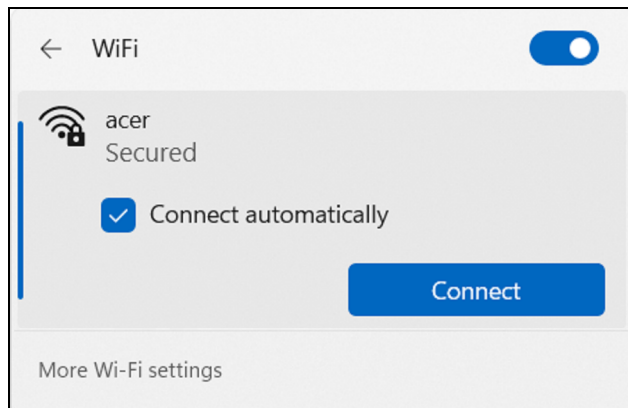 WiFi
acer
Secured
Connect automatically
Connect
More Wi-Fi settings